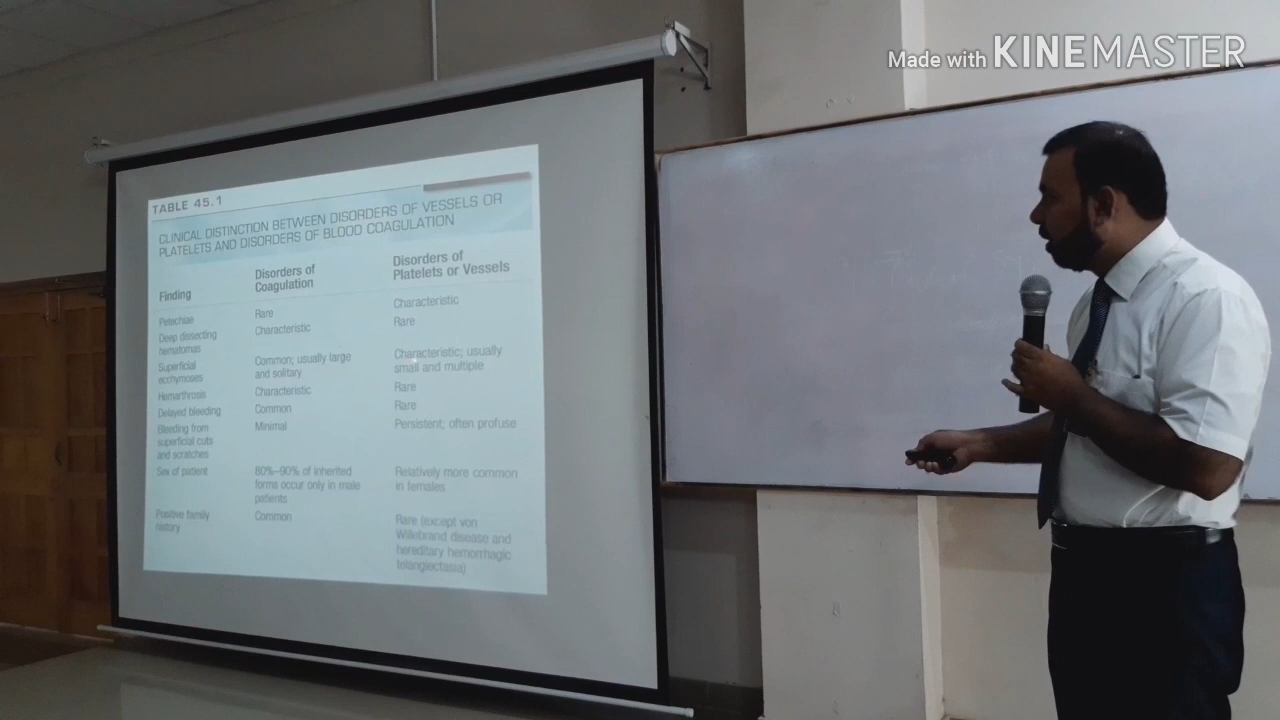 Made with KINEMASTER
TABLE 45.1
CLINICAL DISTINCTION BETWEEN DISORDERS OF VESSELS OR
PLATELETS AND DISORDERS OF BLOOD COAGULATION
Finding
Disorders of
Coagulation
Disorders of
Platelets or Vessels
Petechiae
Rare
Characteristic
Deep dissecting
hematomas
Characteristic
Rare
Superficial
ecchymoses
Common; usually large
and solitary
Characteristic; usually
small and multiple
Hemarthrosis
Characteristic
Rare
Delayed bleeding
Common
Rare
Bleeding from
superficial cuts
and scratches
Minimal
Persistent; often profuse
Sex of patient
80%–90% of inherited
forms occur only in male
patients
Relatively more common
in females
Positive family
history
Common
Rare (except von
Willebrand disease and
hereditary hemorrhagic
telangiectasia)